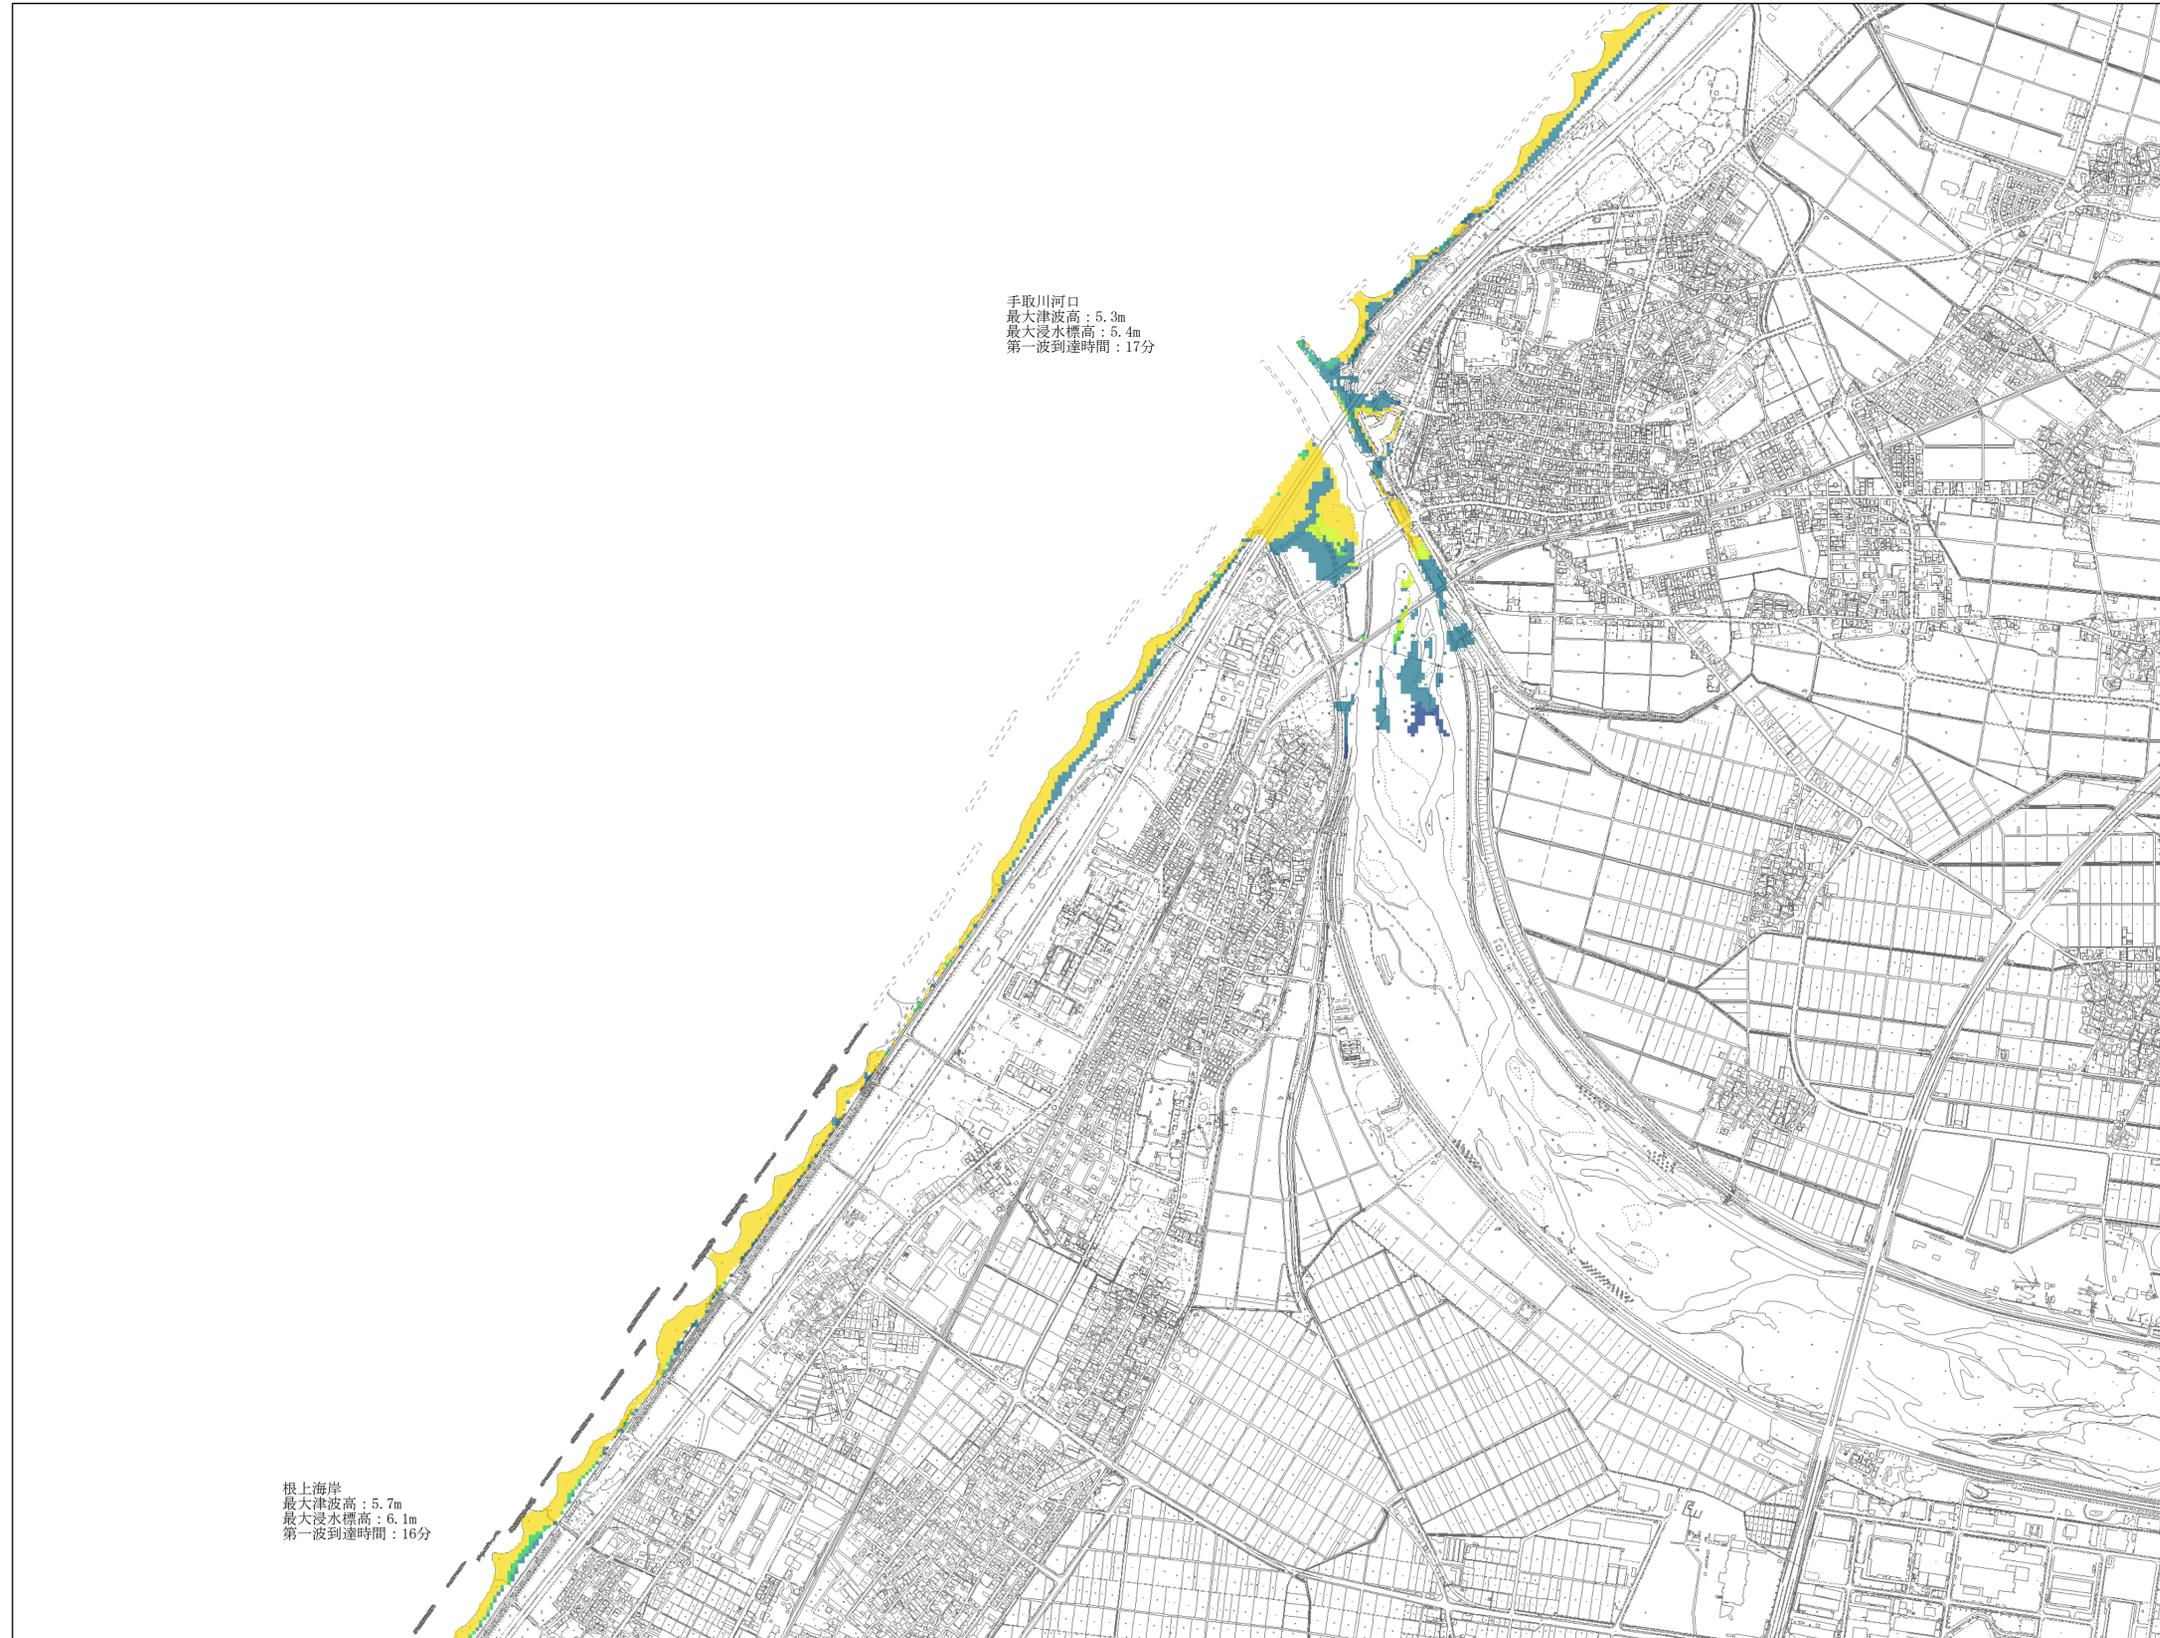 手取川河口
最大津波高：5.3m
最大浸水標高：5.4m
第一波到達時間：17分
根上海岸
最大津波高：5.7m
最大浸水標高：6.1m
第一波到達時間：16分